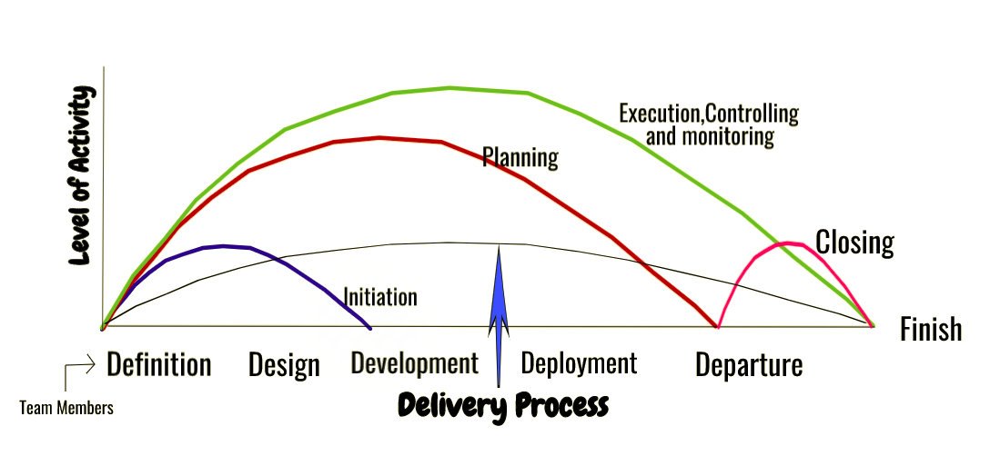 Level of Activity
Execution,Controlling
and monitoring
Planning
Closing
Initiation
Finish
Definition
Design
Development
Deployment
Departure
Team Members
Delivery Process